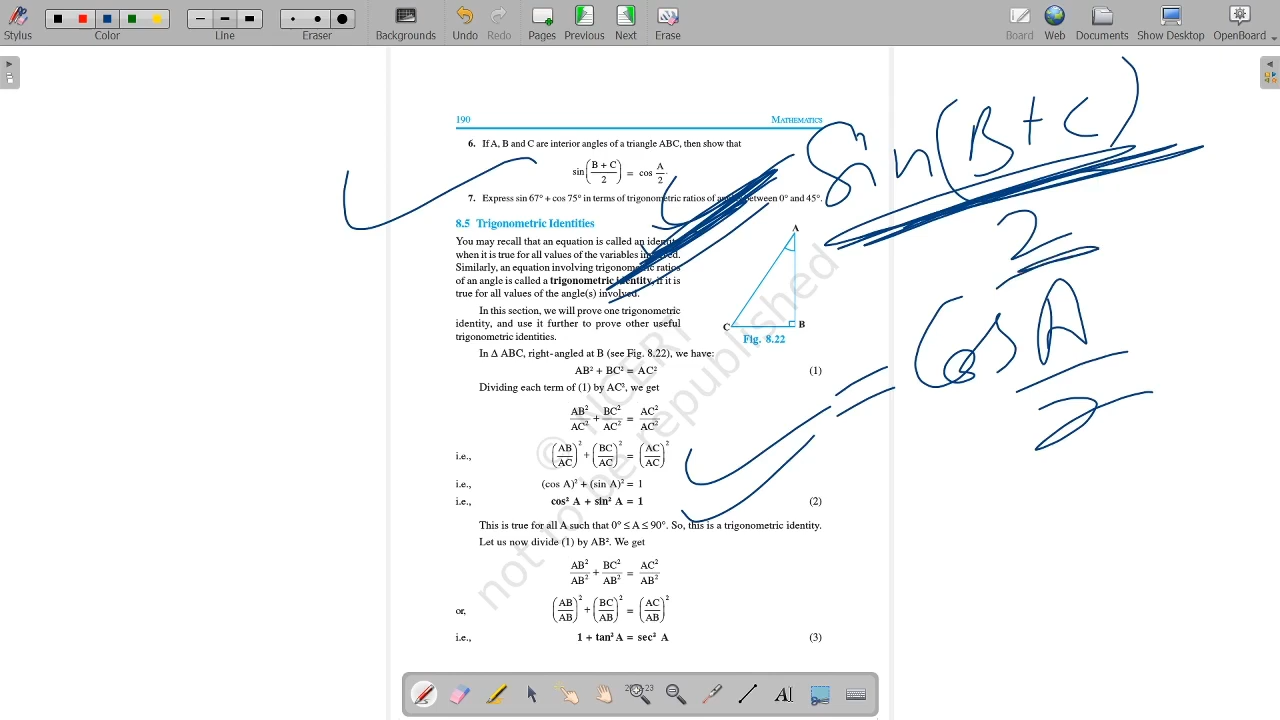 Stylus Color Line Eraser Backgrounds Undo Redo Pages Previous Next Erase Board Web Documents Show Desktop OpenBoard
190 MATHEMATICS
6. If A, B and C are interior angles of a triangle ABC, then show that
sin((B + C)/2) = cos A/2.
7. Express sin 67° + cos 75° in terms of trigonometric ratios of angles between 0° and 45°.
8.5 Trigonometric Identities
You may recall that an equation is called an identity
when it is true for all values of the variables involved.
Similarly, an equation involving trigonometric ratios
of an angle is called a trigonometric identity, if it is
true for all values of the angle(s) involved.
In this section, we will prove one trigonometric
identity, and use it further to prove other useful
trigonometric identities.
A
C
B
Fig. 8.22
In Δ ABC, right-angled at B (see Fig. 8.22), we have:
AB² + BC² = AC² (1)
Dividing each term of (1) by AC², we get
AB²/AC² + BC²/AC² = AC²/AC²
i.e., (AB/AC)² + (BC/AC)² = (AC/AC)²
i.e., (cos A)² + (sin A)² = 1
i.e., cos² A + sin² A = 1 (2)
This is true for all A such that 0° ≤ A ≤ 90°. So, this is a trigonometric identity.
Let us now divide (1) by AB². We get
AB²/AB² + BC²/AB² = AC²/AB²
or, (AB/AB)² + (BC/AB)² = (AC/AB)²
i.e., 1 + tan² A = sec² A (3)
© NCERT
not to be republished
Sin(B+C)
2
= Cos A
2